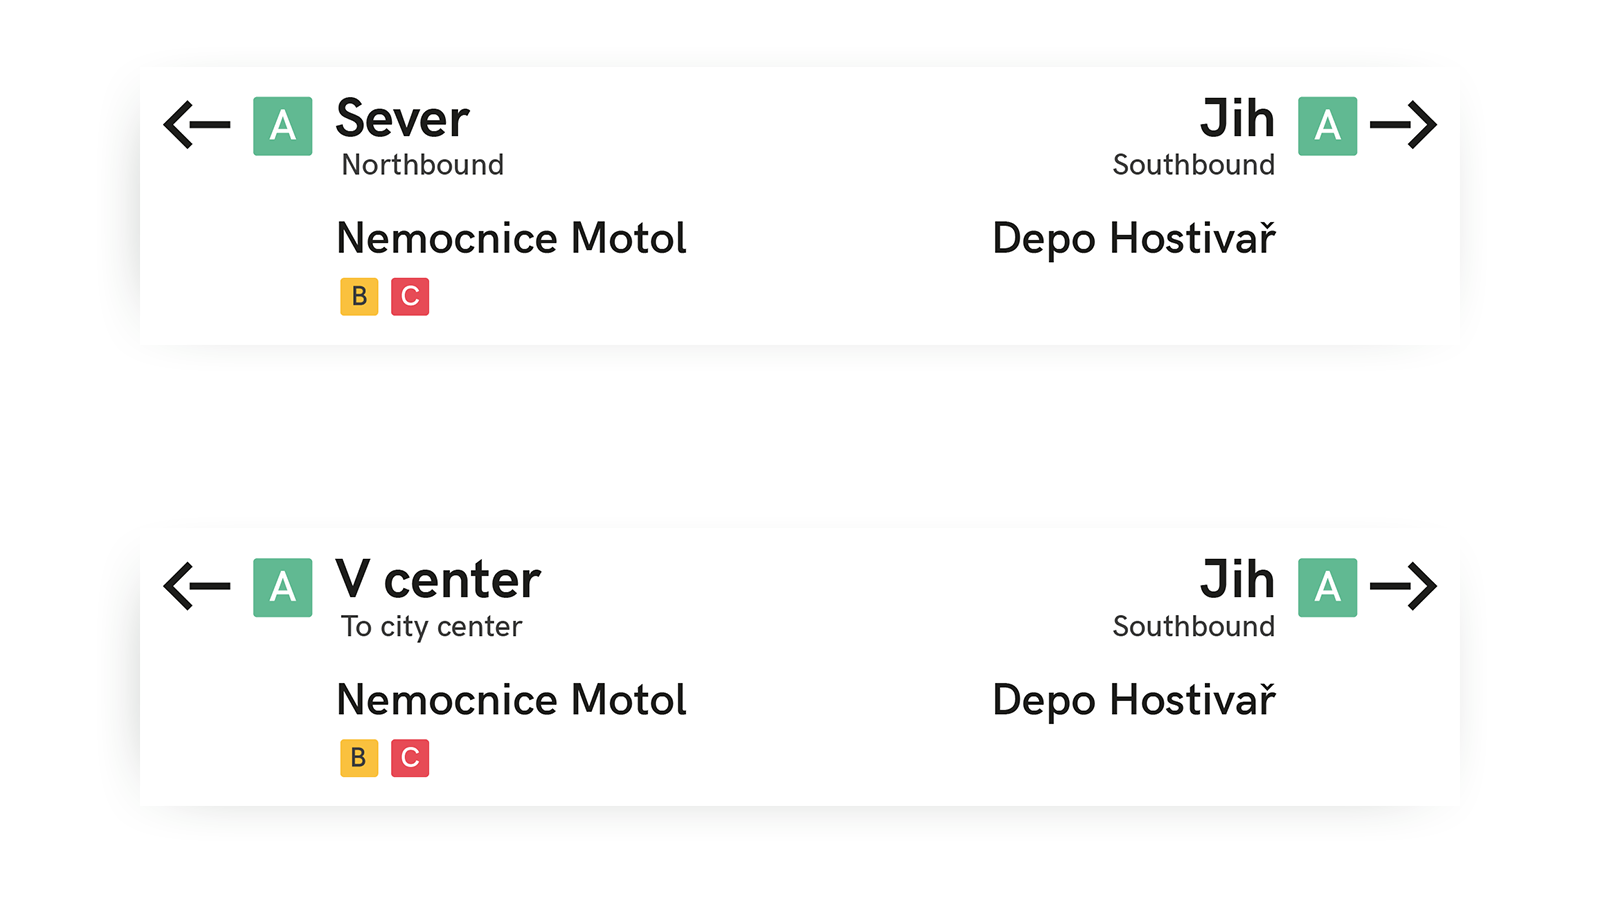 ← A Sever
Northbound
Nemocnice Motol
B C
Jih A →
Southbound
Depo Hostivař
← A V center
To city center
Nemocnice Motol
B C
Jih A →
Southbound
Depo Hostivař